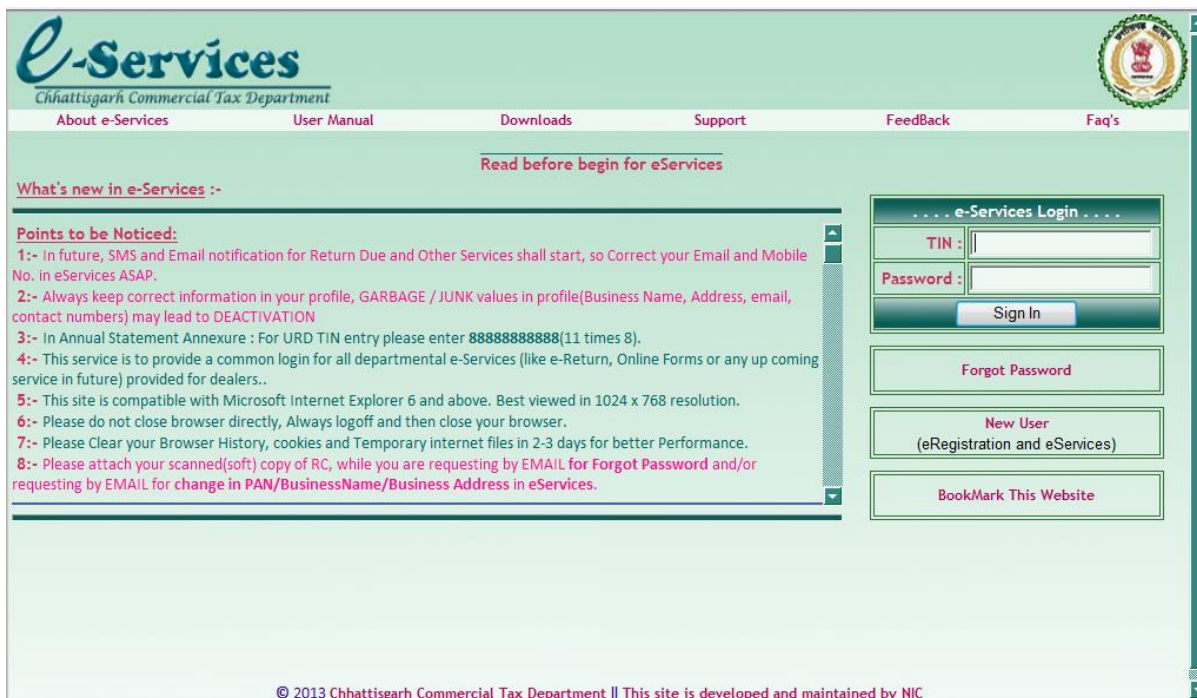 e-Services
Chhattisgarh Commercial Tax Department
About e-Services User Manual Downloads Support FeedBack Faq's
Read before begin for eServices
What's new in e-Services :-
Points to be Noticed:
1:- In future, SMS and Email notification for Return Due and Other Services shall start, so Correct your Email and Mobile
No. in eServices ASAP.
2:- Always keep correct information in your profile, GARBAGE / JUNK values in profile(Business Name, Address, email,
contact numbers) may lead to DEACTIVATION
3:- In Annual Statement Annexure : For URD TIN entry please enter 88888888888(11 times 8).
4:- This service is to provide a common login for all departmental e-Services (like e-Return, Online Forms or any up coming
service in future) provided for dealers..
5:- This site is compatible with Microsoft Internet Explorer 6 and above. Best viewed in 1024 x 768 resolution.
6:- Please do not close browser directly, Always logoff and then close your browser.
7:- Please Clear your Browser History, cookies and Temporary internet files in 2-3 days for better Performance.
8:- Please attach your scanned(soft) copy of RC, while you are requesting by EMAIL for Forgot Password and/or
requesting by EMAIL for change in PAN/BusinessName/Business Address in eServices.
. . . . e-Services Login . . . .
TIN :
Password :
Sign In
Forgot Password
New User
(eRegistration and eServices)
BookMark This Website
© 2013 Chhattisgarh Commercial Tax Department || This site is developed and maintained by NIC